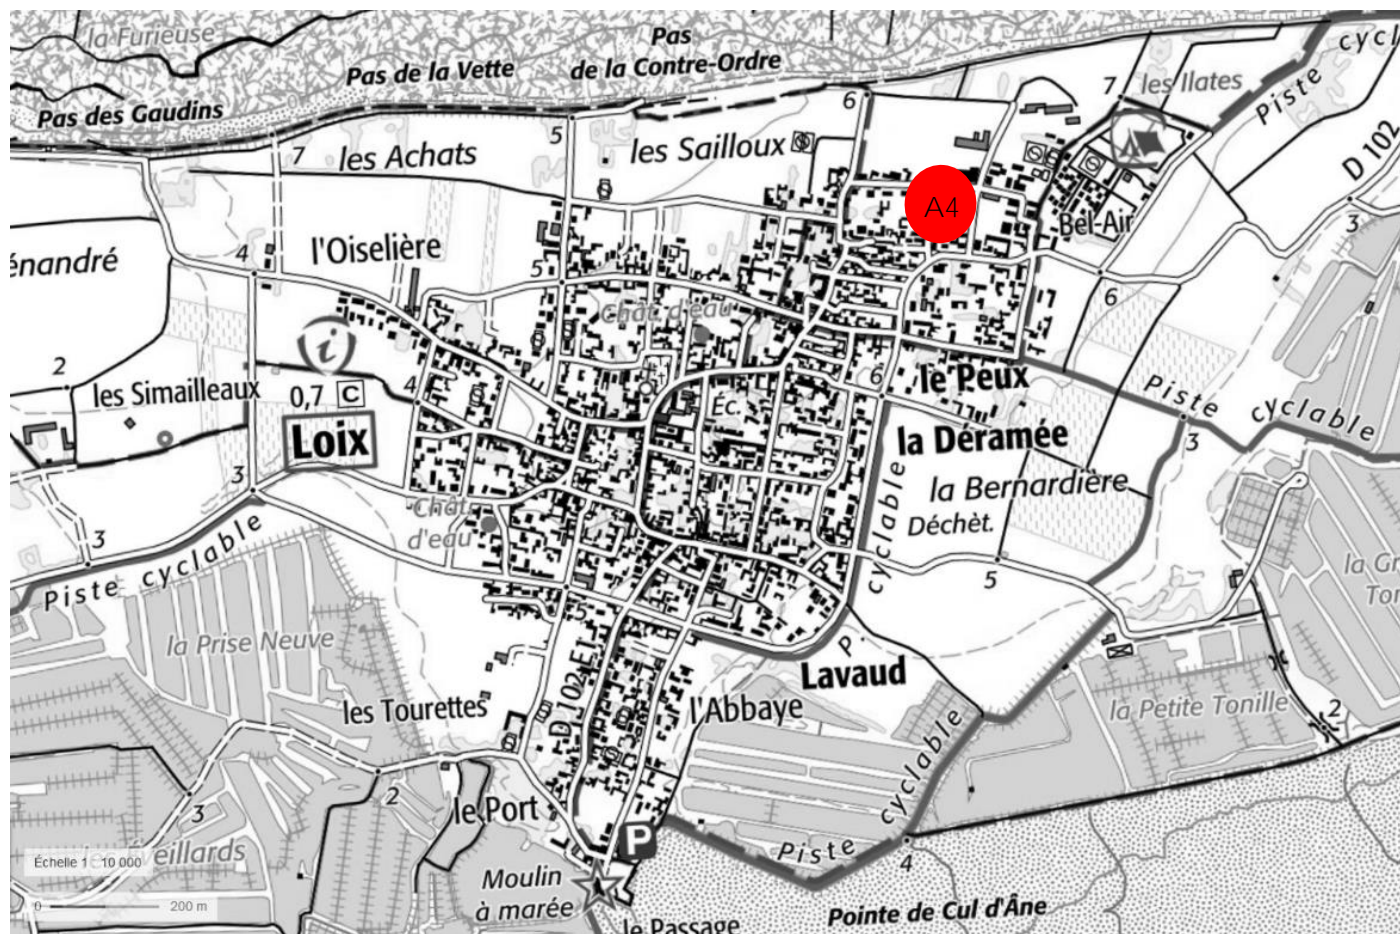 la Furieuse
Pas
de la Contre-Ordre
cycl
Pas de la Vette
Pas des Gaudins
6
7
les Ilates
Piste
D 102
5
7
les Achats
les Sailloux
A4
Bel-Air
3
énandré
4
l'Oiselière
5
6
Chât. d'eau
i
2
les Simailleaux
0,7 C
4
Éc.
6
le Peux
Piste
cyclable
Loix
la Déramée
3
3
la Bernardière
Chât.
d'eau
cyclable
Déchèt.
3
Piste cyclable
5
la Gr
Tor
5
la Prise Neuve
P
Lavaud
D 102 E1
les Tourettes
l'Abbaye
la Petite Tonille
2
2
3
le Port
cyclable
P
Piste
4
Veillards
Échelle 1 : 10 000
0
200 m
Moulin
à marée
le Passage
Pointe de Cul d'Âne